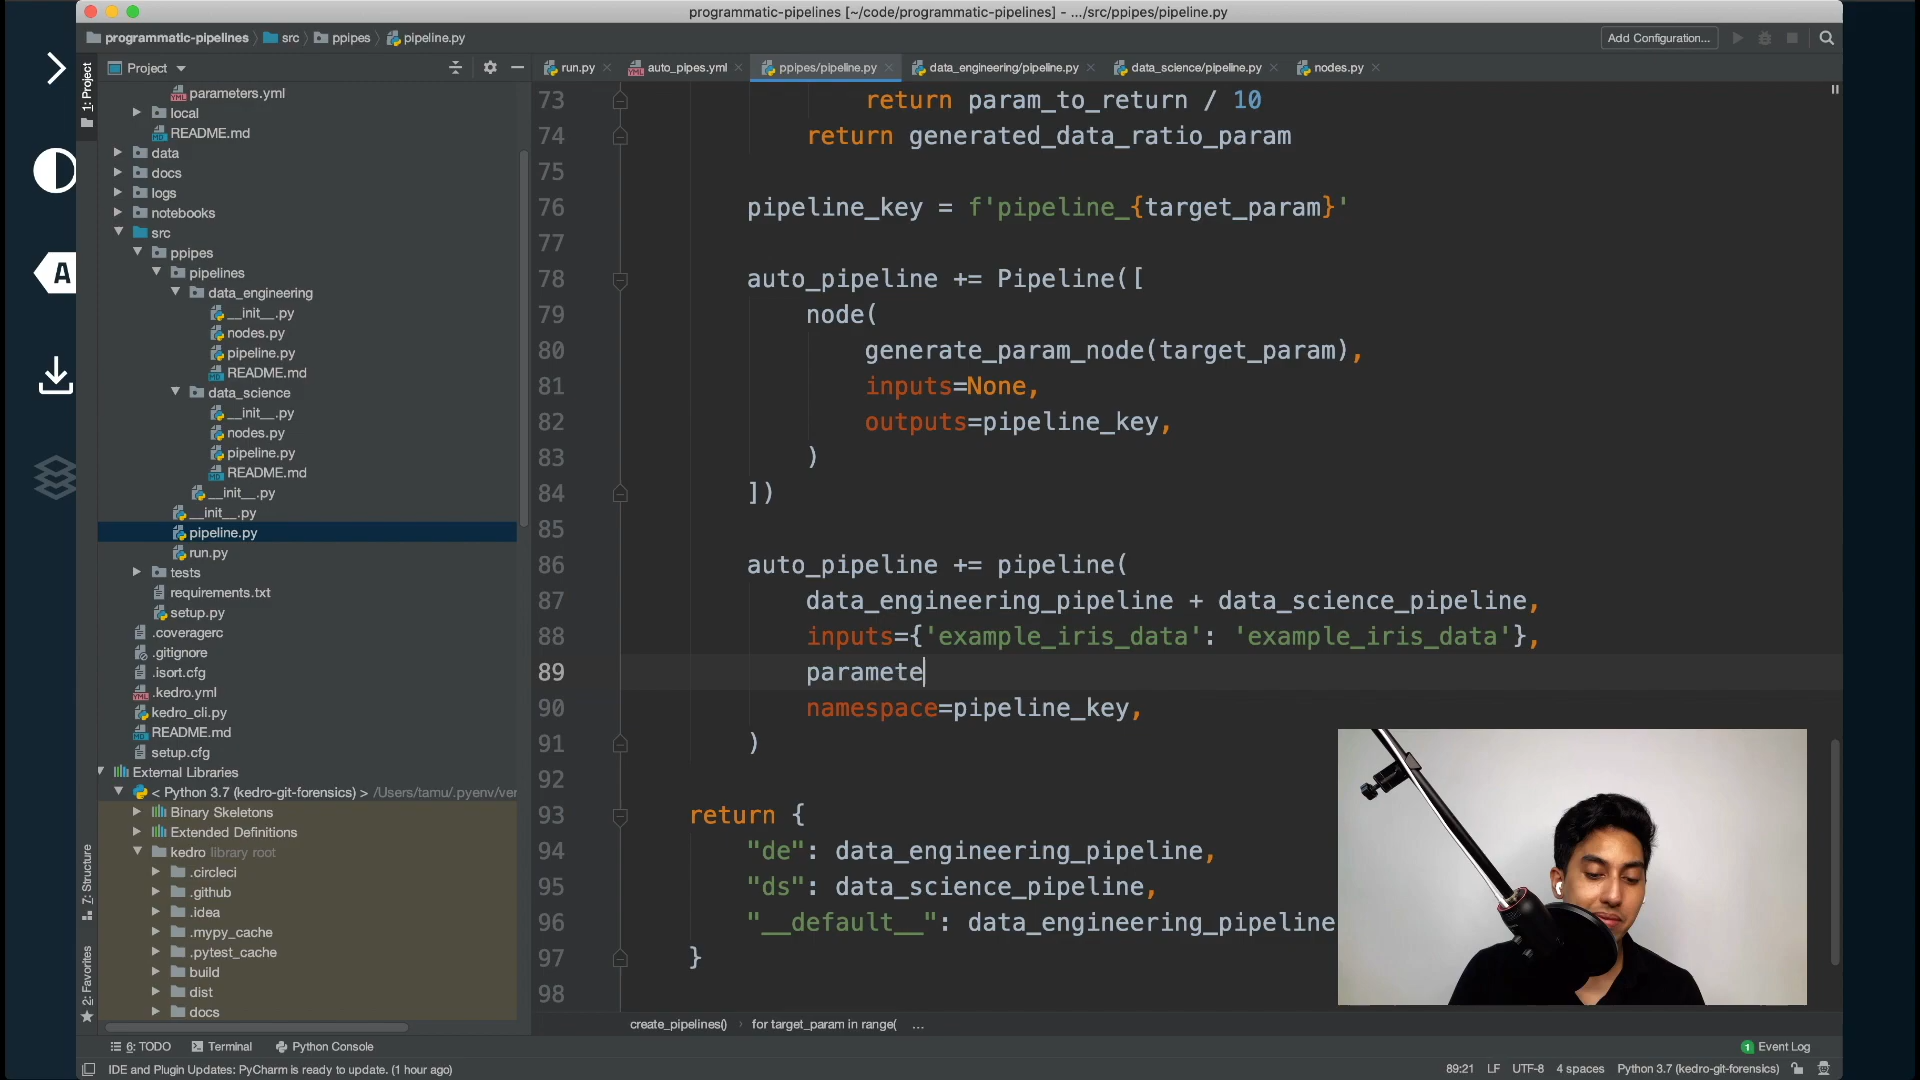 programmatic-pipelines [~/code/programmatic-pipelines] - .../src/ppipes/pipeline.py
programmatic-pipelines > src > ppipes > pipeline.py
Add Configuration...
1: Project
Project
run.py
auto_pipes.yml
ppipes/pipeline.py
data_engineering/pipeline.py
data_science/pipeline.py
nodes.py
parameters.yml
local
README.md
data
docs
logs
notebooks
src
ppipes
pipelines
data_engineering
__init__.py
nodes.py
pipeline.py
README.md
data_science
__init__.py
nodes.py
pipeline.py
README.md
__init__.py
__init__.py
pipeline.py
run.py
tests
requirements.txt
setup.py
.coveragerc
.gitignore
.isort.cfg
.kedro.yml
kedro_cli.py
README.md
setup.cfg
External Libraries
< Python 3.7 (kedro-git-forensics) > /Users/tamu/.pyenv/ver
Binary Skeletons
Extended Definitions
kedro library root
.circleci
.github
.idea
.mypy_cache
.pytest_cache
build
dist
docs
A
7: Structure
2: Favorites
73 return param_to_return / 10
74 return generated_data_ratio_param
75
76 pipeline_key = f'pipeline_{target_param}'
77
78 auto_pipeline += Pipeline([
79 node(
80 generate_param_node(target_param),
81 inputs=None,
82 outputs=pipeline_key,
83 )
84 ])
85
86 auto_pipeline += pipeline(
87 data_engineering_pipeline + data_science_pipeline,
88 inputs={'example_iris_data': 'example_iris_data'},
89 paramete
90 namespace=pipeline_key,
91 )
92
93 return {
94 "de": data_engineering_pipeline,
95 "ds": data_science_pipeline,
96 "__default__": data_engineering_pipeline
97 }
98
create_pipelines() > for target_param in range( ...
6: TODO
Terminal
Python Console
1 Event Log
IDE and Plugin Updates: PyCharm is ready to update. (1 hour ago)
89:21 LF UTF-8 4 spaces Python 3.7 (kedro-git-forensics)